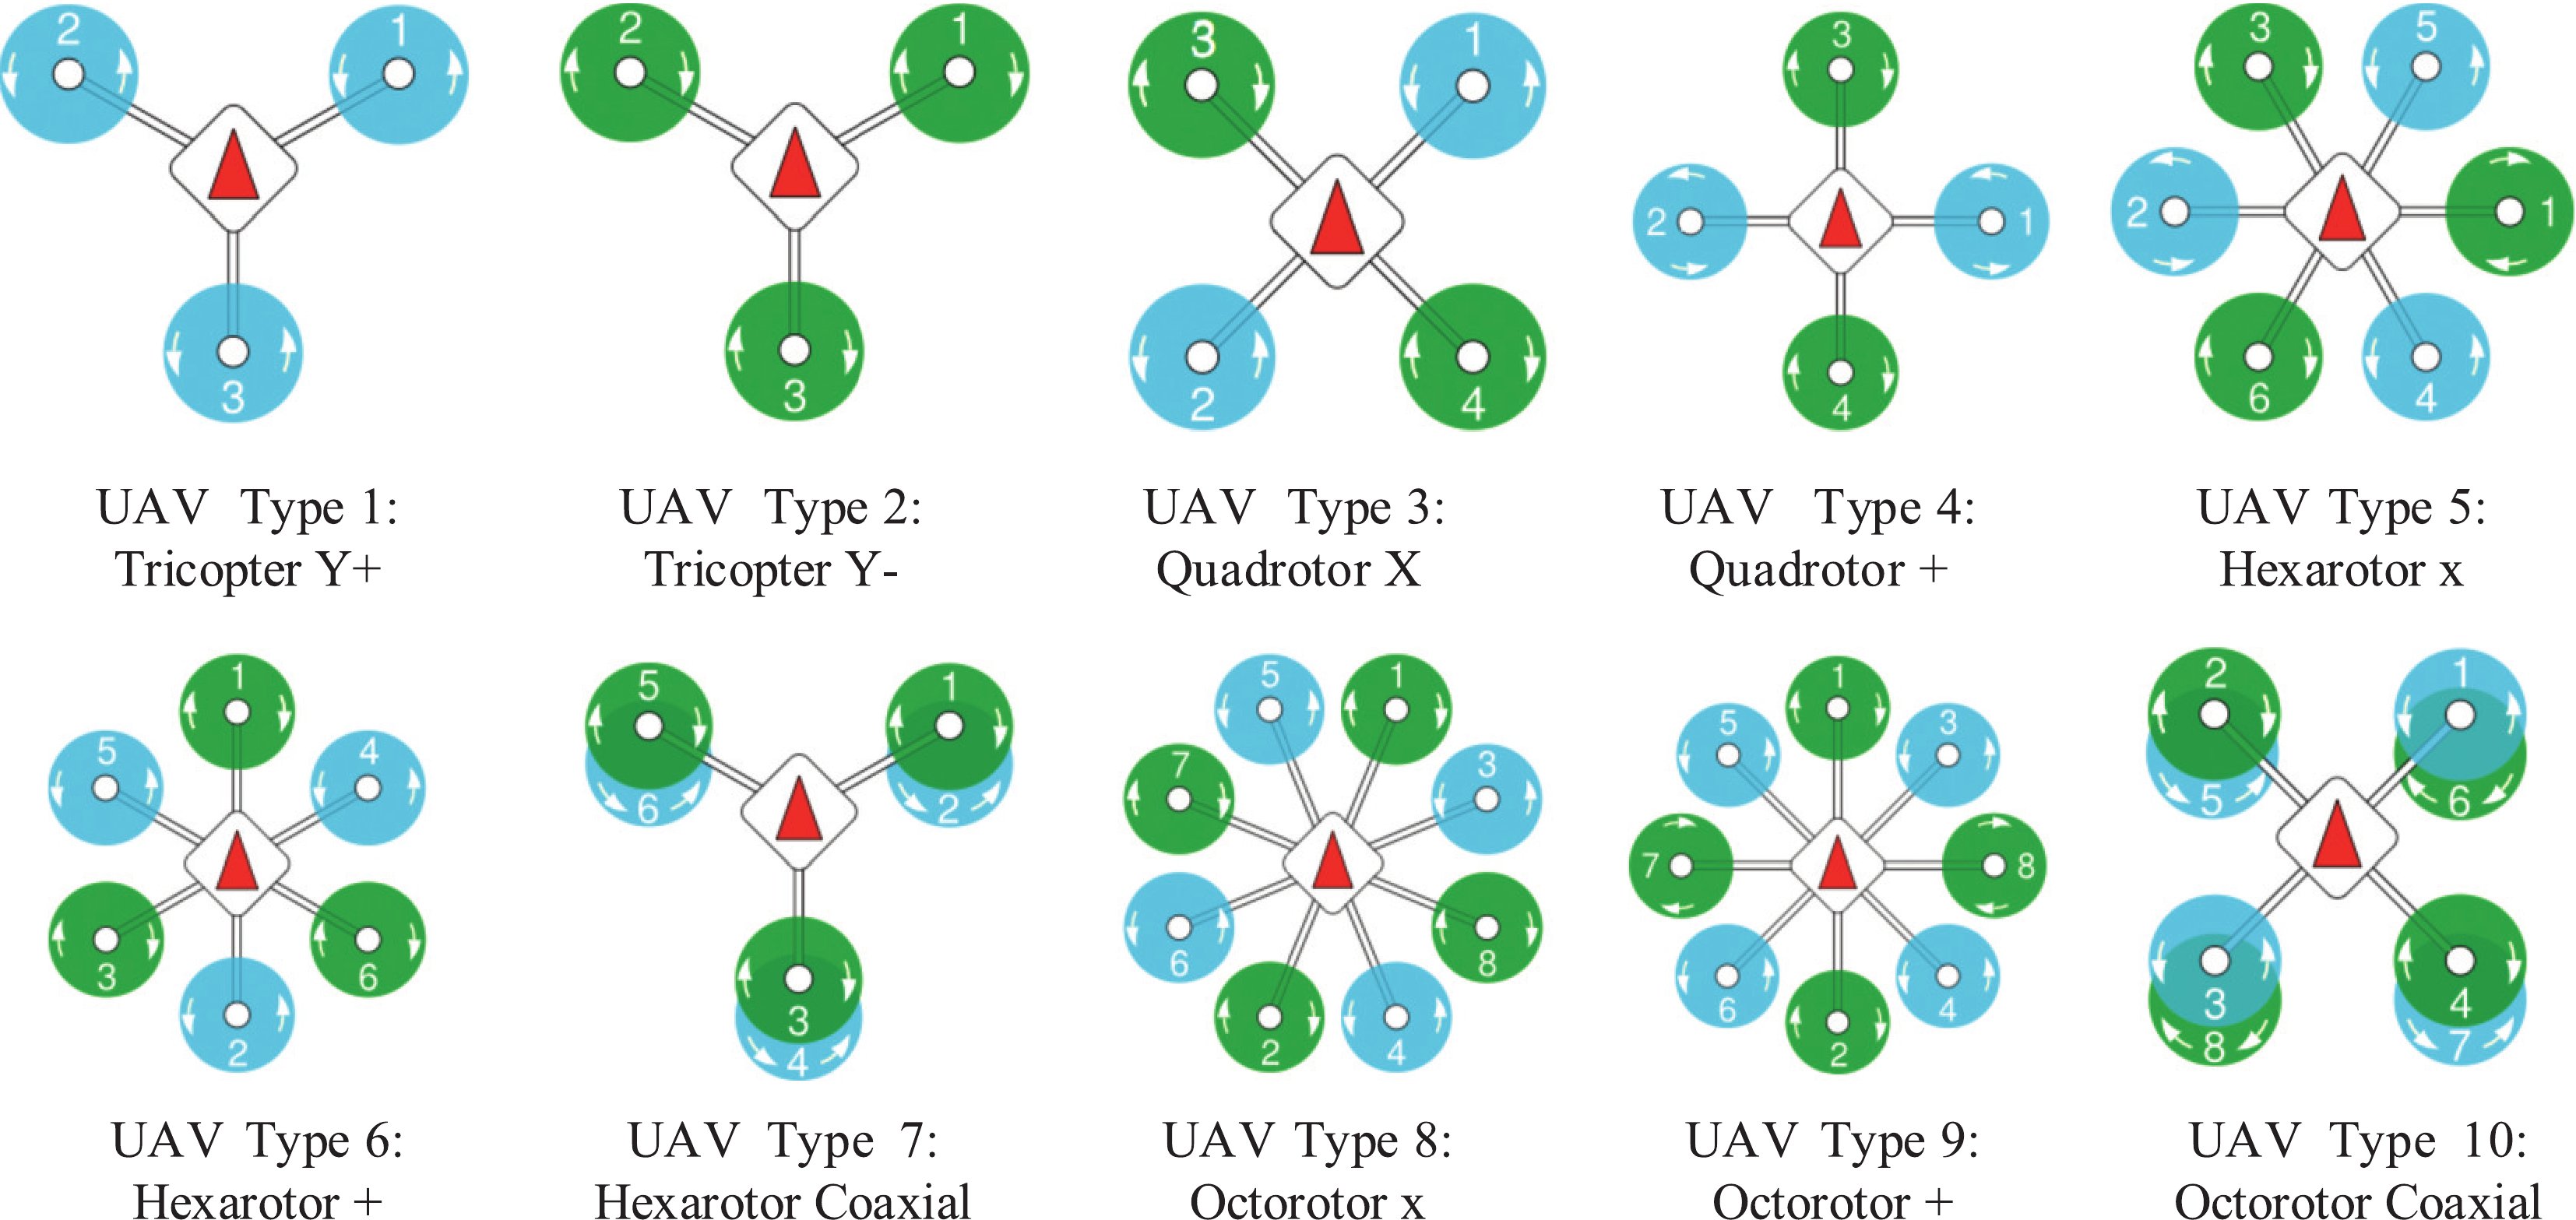 2 1
3
2 1
3
3 1
2 4
3
2 1
4
3 5
2 1
6 4
UAV Type 1:
Tricopter Y+
UAV Type 2:
Tricopter Y-
UAV Type 3:
Quadrotor X
UAV Type 4:
Quadrotor +
UAV Type 5:
Hexarotor x
1
5 4
3 6
2
5 1
6 2
3
4
5 1
7 3
6 8
2 4
1
5 3
7 8
6 4
2
2 1
5 6
3 4
8 7
UAV Type 6:
Hexarotor +
UAV Type 7:
Hexarotor Coaxial
UAV Type 8:
Octorotor x
UAV Type 9:
Octorotor +
UAV Type 10:
Octorotor Coaxial